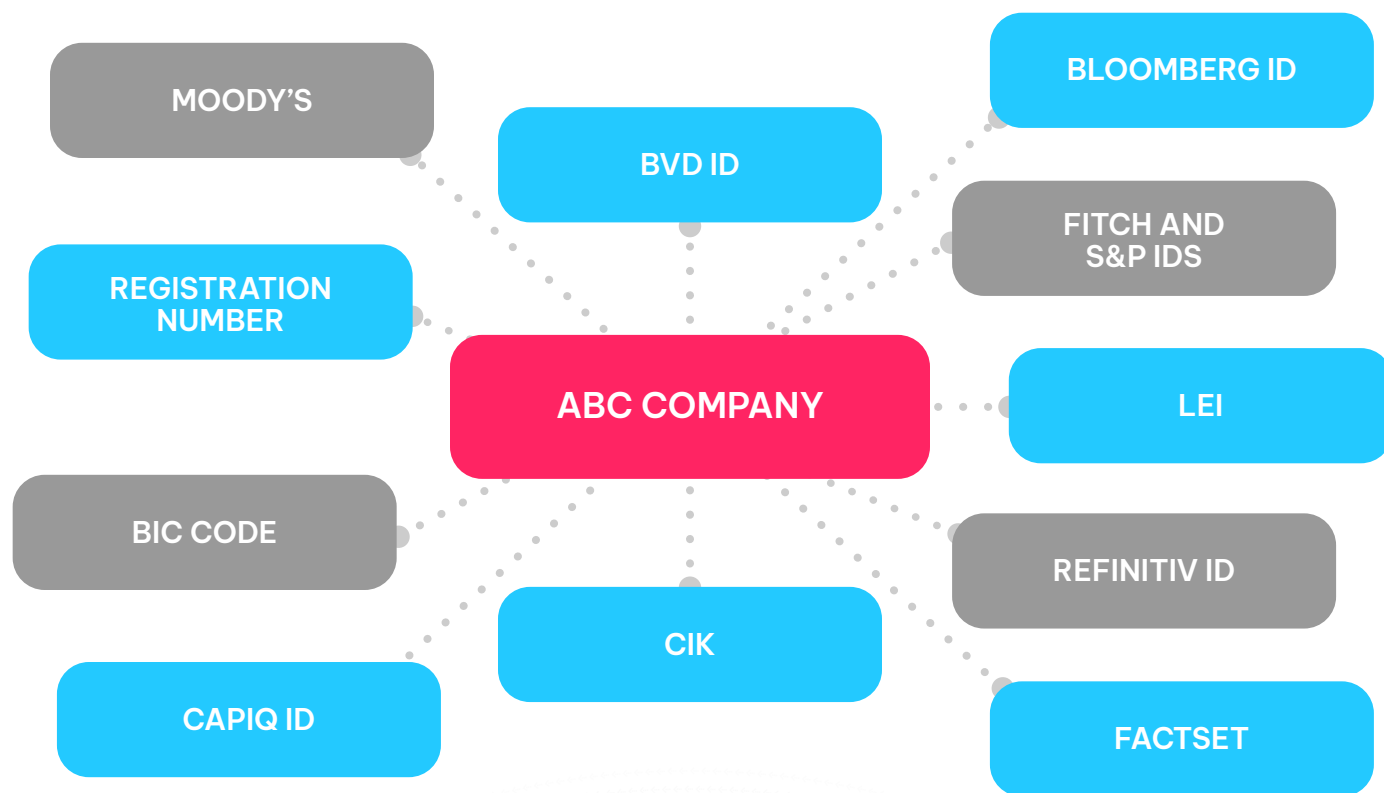 MOODY’S
BLOOMBERG ID
BVD ID
FITCH AND
S&P IDS
REGISTRATION
NUMBER
ABC COMPANY
LEI
BIC CODE
REFINITIV ID
CIK
CAPIQ ID
FACTSET